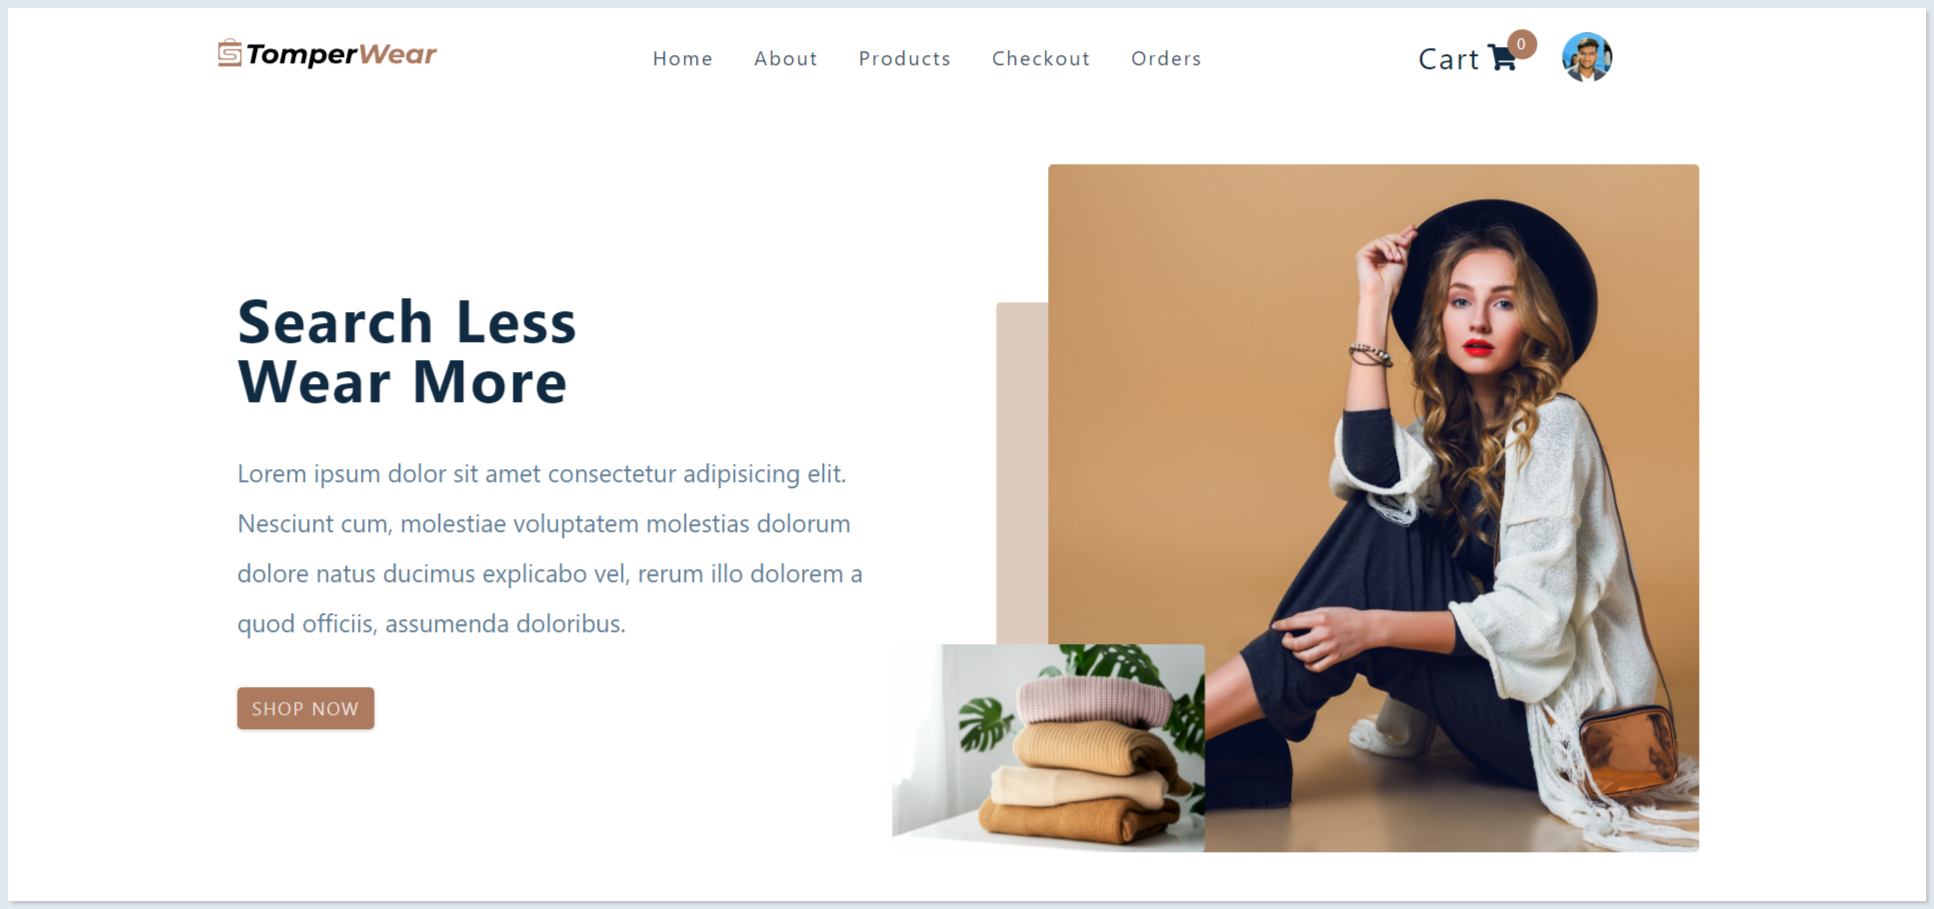 TomperWear
Home
About
Products
Checkout
Orders
Cart
0
Search Less
Wear More
Lorem ipsum dolor sit amet consectetur adipisicing elit.
Nesciunt cum, molestiae voluptatem molestias dolorum
dolore natus ducimus explicabo vel, rerum illo dolorem a
quod officiis, assumenda doloribus.
SHOP NOW